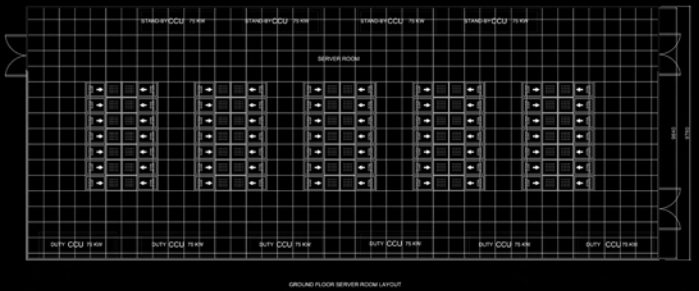 STAND-BY CCU 75 KW STAND-BY CCU 75 KW STAND-BY CCU 75 KW STAND-BY CCU 75 KW
SERVER ROOM
DUTY CCU 75 KW DUTY CCU 75 KW DUTY CCU 75 KW DUTY CCU 75 KW DUTY CCU 75 KW DUTY CCU 75 KW
GROUND FLOOR SERVER ROOM LAYOUT